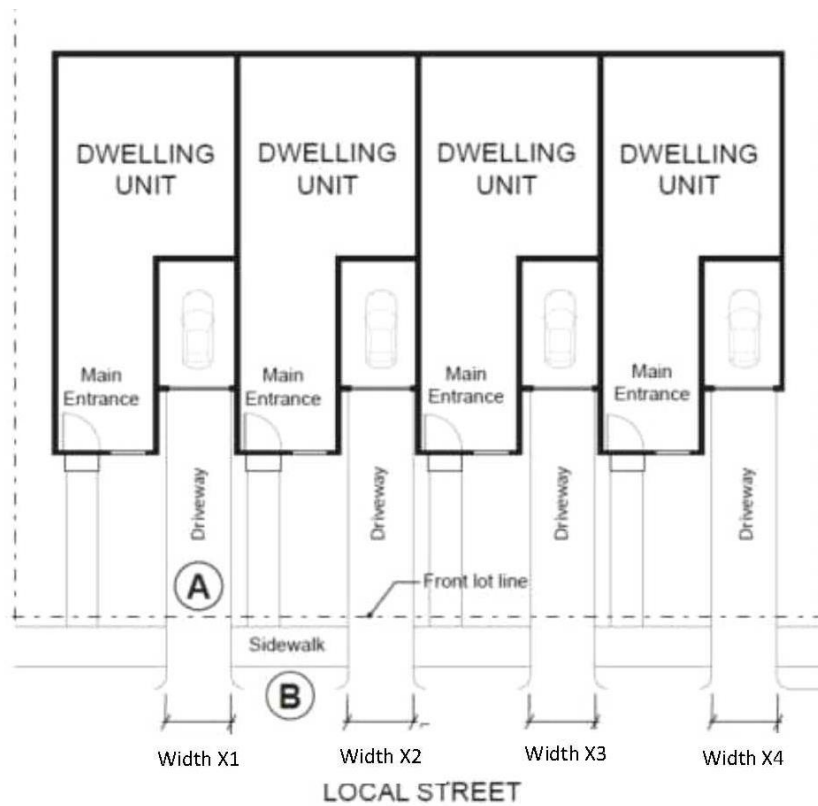 DWELLING
UNIT
DWELLING
UNIT
DWELLING
UNIT
DWELLING
UNIT
Main
Entrance
Main
Entrance
Main
Entrance
Main
Entrance
Driveway
Driveway
Driveway
Driveway
A
Front lot line
Sidewalk
B
Width X1
Width X2
Width X3
Width X4
LOCAL STREET